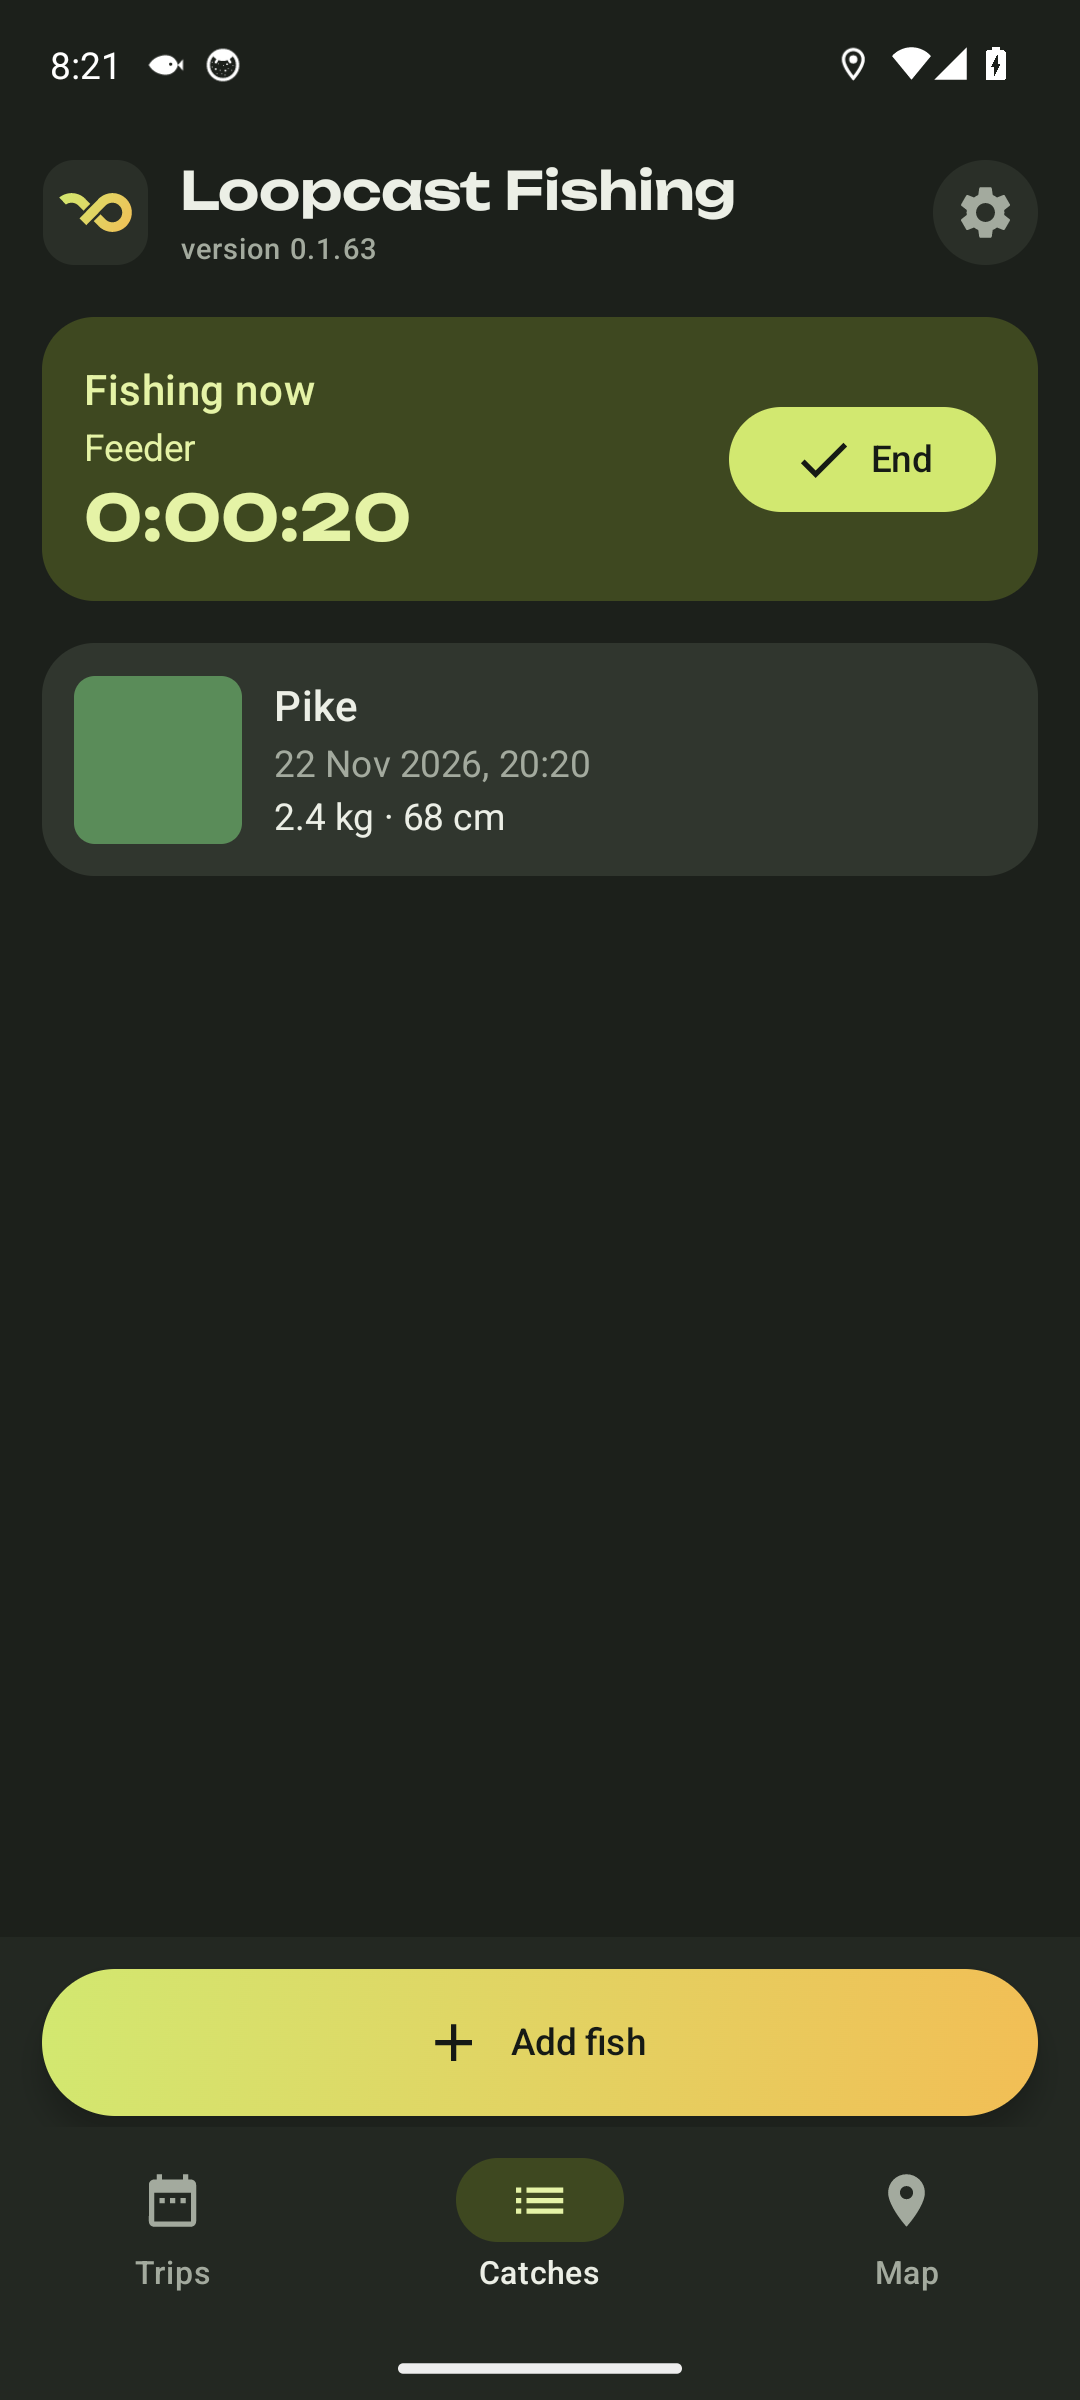 8:21
Loopcast Fishing
version 0.1.63
Fishing now
Feeder
0:00:20
End
Pike
22 Nov 2026, 20:20
2.4 kg · 68 cm
Add fish
Trips
Catches
Map